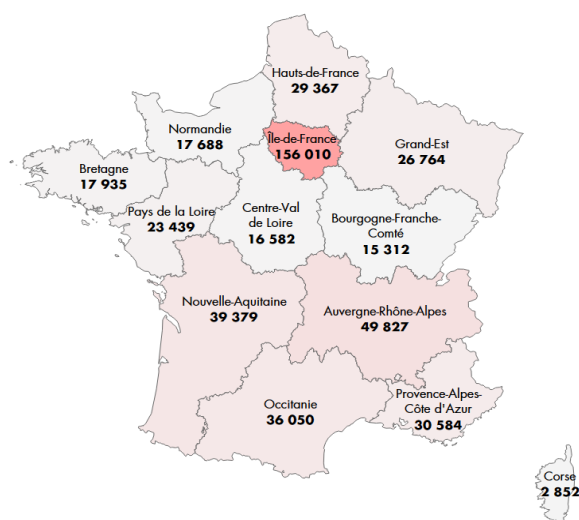 Hauts-de-France
29 367
Normandie
17 688
Île-de-France
156 010
Grand-Est
26 764
Bretagne
17 935
Pays de la Loire
23 439
Centre-Val
de Loire
16 582
Bourgogne-Franche-
Comté
15 312
Nouvelle-Aquitaine
39 379
Auvergne-Rhône-Alpes
49 827
Occitanie
36 050
Provence-Alpes-
Côte d'Azur
30 584
Corse
2 852